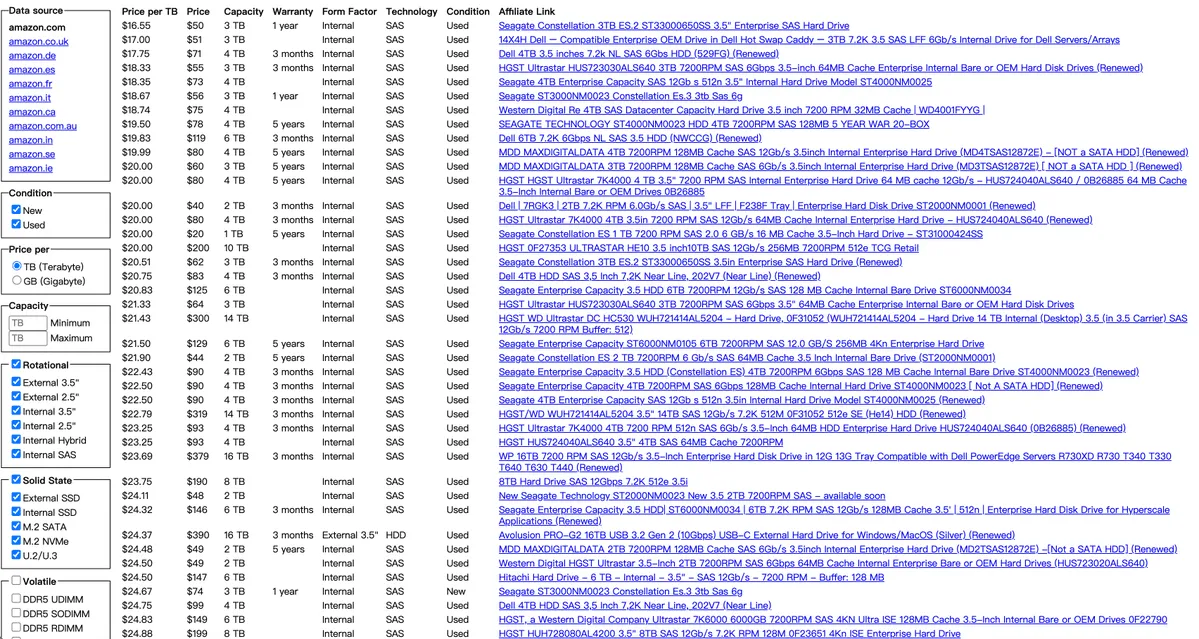 Data source
amazon.com
amazon.co.uk
amazon.de
amazon.es
amazon.fr
amazon.it
amazon.ca
amazon.com.au
amazon.in
amazon.se
amazon.ie
Condition
New
Used
Price per
TB (Terabyte)
GB (Gigabyte)
Capacity
TB Minimum
TB Maximum
Rotational
External 3.5"
External 2.5"
Internal 3.5"
Internal 2.5"
Internal Hybrid
Internal SAS
Solid State
External SSD
Internal SSD
M.2 SATA
M.2 NVMe
U.2/U.3
Volatile
DDR5 UDIMM
DDR5 SODIMM
DDR5 RDIMM
Price per TB Price Capacity Warranty Form Factor Technology Condition Affiliate Link
$16.55 $50 3 TB 1 year Internal SAS Used Seagate Constellation 3TB ES.2 ST33000650SS 3.5" Enterprise SAS Hard Drive
$17.00 $51 3 TB Internal SAS Used 14X4H Dell – Compatible Enterprise OEM Drive in Dell Hot Swap Caddy – 3TB 7.2K 3.5 SAS LFF 6Gb/s Internal Drive for Dell Servers/Arrays
$17.75 $71 4 TB 3 months Internal SAS Used Dell 4TB 3.5 inches 7.2k NL SAS 6Gbs HDD (529FG) (Renewed)
$18.33 $55 3 TB 3 months Internal SAS Used HGST Ultrastar HUS723030ALS640 3TB 7200RPM SAS 6Gbps 3.5-inch 64MB Cache Enterprise Internal Bare or OEM Hard Disk Drives (Renewed)
$18.35 $73 4 TB Internal SAS Used Seagate 4TB Enterprise Capacity SAS 12Gb s 512n 3.5" Internal Hard Drive Model ST4000NM0025
$18.67 $56 3 TB 1 year Internal SAS Used Seagate ST3000NM0023 Constellation Es.3 3tb Sas 6g
$18.74 $75 4 TB Internal SAS Used Western Digital Re 4TB SAS Datacenter Capacity Hard Drive 3.5 inch 7200 RPM 32MB Cache | WD4001FYYG |
$19.50 $78 4 TB 5 years Internal SAS Used SEAGATE TECHNOLOGY ST4000NM0023 HDD 4TB 7200 RPM SAS 128MB 5 YEAR WAR 20-BOX
$19.83 $119 6 TB 3 months Internal SAS Used Dell 6TB 7.2K 6Gbps NL SAS 3.5 HDD (NWCCG) (Renewed)
$19.99 $80 4 TB 5 years Internal SAS Used MDD MAXDIGITALDATA 4TB 7200RPM 128MB Cache SAS 12Gb/s 3.5inch Internal Enterprise Hard Drive (MD4TSAS12872E) - [NOT a SATA HDD] (Renewed)
$20.00 $60 3 TB 5 years Internal SAS Used MDD MAXDIGITALDATA 3TB 7200RPM 128MB Cache SAS 6Gb/s 3.5inch Internal Enterprise Hard Drive (MD3TSAS12872E) [ NOT a SATA HDD ] (Renewed)
$20.00 $80 4 TB 5 years Internal SAS Used HGST HGST Ultrastar 7K4000 4 TB 3.5" 7200 RPM SAS Internal Enterprise Hard Drive 64 MB cache 12Gb/s - HUS724040ALS640 / 0B26885 64 MB Cache
3.5-Inch Internal Bare or OEM Drives 0B26885
$20.00 $40 2 TB 3 months Internal SAS Used Dell | 7RGK3 | 2TB 7.2K RPM 6.0Gb/s SAS | 3.5" LFF | F238F Tray | Enterprise Hard Disk Drive ST2000NM0001 (Renewed)
$20.00 $80 4 TB 3 months Internal SAS Used HGST Ultrastar 7K4000 4TB 3.5in 7200 RPM SAS 12Gb/s 64MB Cache Internal Enterprise Hard Drive - HUS724040ALS640 (Renewed)
$20.00 $20 1 TB 5 years Internal SAS Used Seagate Constellation ES 1 TB 7200 RPM SAS 2.0 6 GB/s 16 MB Cache 3.5-Inch Hard Drive - ST31000424SS
$20.00 $200 10 TB Internal SAS Used HGST 0F27353 ULTRASTAR HE10 3.5 inch10TB SAS 12Gb/s 256MB 7200RPM 512e TCG Retail
$20.51 $62 3 TB 3 months Internal SAS Used Seagate Constellation 3TB ES.2 ST33000650SS 3.5in Enterprise SAS Hard Drive (Renewed)
$20.75 $83 4 TB 3 months Internal SAS Used Dell 4TB HDD SAS 3,5 Inch 7,2K Near Line, 202V7 (Near Line) (Renewed)
$20.83 $125 6 TB Internal SAS Used Seagate Enterprise Capacity 3.5 HDD 6TB 7200RPM 12Gb/s SAS 128 MB Cache Internal Bare Drive ST6000NM0034
$21.33 $64 3 TB Internal SAS Used HGST Ultrastar HUS723030ALS640 3TB 7200RPM SAS 6Gbps 3.5" 64MB Cache Enterprise Internal Bare or OEM Hard Disk Drives
$21.43 $300 14 TB Internal SAS Used HGST WD Ultrastar DC HC530 WUH721414AL5204 - Hard Drive, 0F31052 (WUH721414AL5204 - Hard Drive 14 TB Internal (Desktop) 3.5 (in 3.5 Carrier) SAS
12Gb/s 7200 RPM Buffer: 512)
$21.50 $129 6 TB 5 years Internal SAS Used Seagate Enterprise Capacity ST6000NM0105 6TB 7200RPM SAS 12.0 GB/S 256MB 4Kn Enterprise Hard Drive
$21.90 $44 2 TB 5 years Internal SAS Used Seagate Constellation ES 2 TB 7200RPM 6 Gb/s SAS 64MB Cache 3.5 Inch Internal Bare Drive (ST2000NM0001)
$22.43 $90 4 TB 3 months Internal SAS Used Seagate Enterprise Capacity 3.5 HDD (Constellation ES) 4TB 7200RPM 6Gbps SAS 128 MB Cache Internal Bare Drive ST4000NM0023 (Renewed)
$22.50 $90 4 TB 3 months Internal SAS Used Seagate Enterprise Capacity 4TB 7200RPM SAS 6Gbps 128MB Cache Internal Hard Drive ST4000NM0023 [ Not A SATA HDD] (Renewed)
$22.50 $90 4 TB 3 months Internal SAS Used Seagate 4TB Enterprise Capacity SAS 12Gb s 512n 3.5in Internal Hard Drive Model ST4000NM0025 (Renewed)
$22.79 $319 14 TB 3 months Internal SAS Used HGST/WD WUH721414AL5204 3.5" 14TB SAS 12Gb/s 7.2K 512M 0F31052 512e SE (He14) HDD (Renewed)
$23.25 $93 4 TB 3 months Internal SAS Used HGST Ultrastar 7K4000 4TB 7200 RPM 512n SAS 6Gb/s 3.5-Inch 64MB HDD Enterprise Hard Drive HUS724040ALS640 (0B26885) (Renewed)
$23.25 $93 4 TB Internal SAS Used HGST HUS724040ALS640 3.5" 4TB SAS 64MB Cache 7200RPM
$23.69 $379 16 TB 3 months Internal SAS Used WP 16TB 7200 RPM SAS 12Gb/s 3.5-Inch Enterprise Hard Disk Drive in 12G 13G Tray Compatible with Dell PowerEdge Servers R730XD R730 T340 T330
T640 T630 T440 (Renewed)
$23.75 $190 8 TB Internal SAS Used 8TB Hard Drive SAS 12Gbps 7.2K 512e 3.5i
$24.11 $48 2 TB Internal SAS Used New Seagate Technology ST2000NM0023 New 3.5 2TB 7200RPM SAS - available soon
$24.32 $146 6 TB 3 months Internal SAS Used Seagate Enterprise Capacity 3.5 HDD| ST6000NM0034 | 6TB 7.2K RPM SAS 12Gb/s 128MB Cache 3.5' | 512n | Enterprise Hard Disk Drive for Hyperscale
Applications (Renewed)
$24.37 $390 16 TB 3 months External 3.5" HDD Used Avolusion PRO-G2 16TB USB 3.2 Gen 2 (10Gbps) USB-C External Hard Drive for Windows/MacOS (Silver) (Renewed)
$24.48 $49 2 TB 5 years Internal SAS Used MDD MAXDIGITALDATA 2TB 7200RPM 128MB Cache SAS 6Gb/s 3.5inch Internal Enterprise Hard Drive (MD2TSAS12872E) -[Not a SATA HDD] (Renewed)
$24.50 $49 2 TB Internal SAS Used Western Digital HGST Ultrastar 3.5-Inch 2TB 7200RPM SAS 6Gb/s 64MB Cache Enterprise Internal Bare or OEM Hard Drives (HUS723020ALS640)
$24.50 $147 6 TB Internal SAS Used Hitachi Hard Drive - 6 TB - Internal - 3.5" - SAS 12Gb/s - 7200 RPM - Buffer: 128 MB
$24.67 $74 3 TB 1 year Internal SAS New Seagate ST3000NM0023 Constellation Es.3 3tb Sas 6g
$24.75 $99 4 TB Internal SAS Used Dell 4TB HDD SAS 3,5 Inch 7,2K Near Line, 202V7 (Near Line)
$24.83 $149 6 TB Internal SAS Used HGST, a Western Digital Company Ultrastar 7K6000 6000GB 7200RPM SAS 4KN Ultra ISE 128MB Cache 3.5-Inch Internal Bare or OEM Drives 0F22790
$24.88 $199 8 TB Internal SAS Used HGST HUH728080AL4200 3.5" 8TB SAS 12Gb/s 7.2K RPM 128M 0F23651 4Kn ISE Enterprise Hard Drive